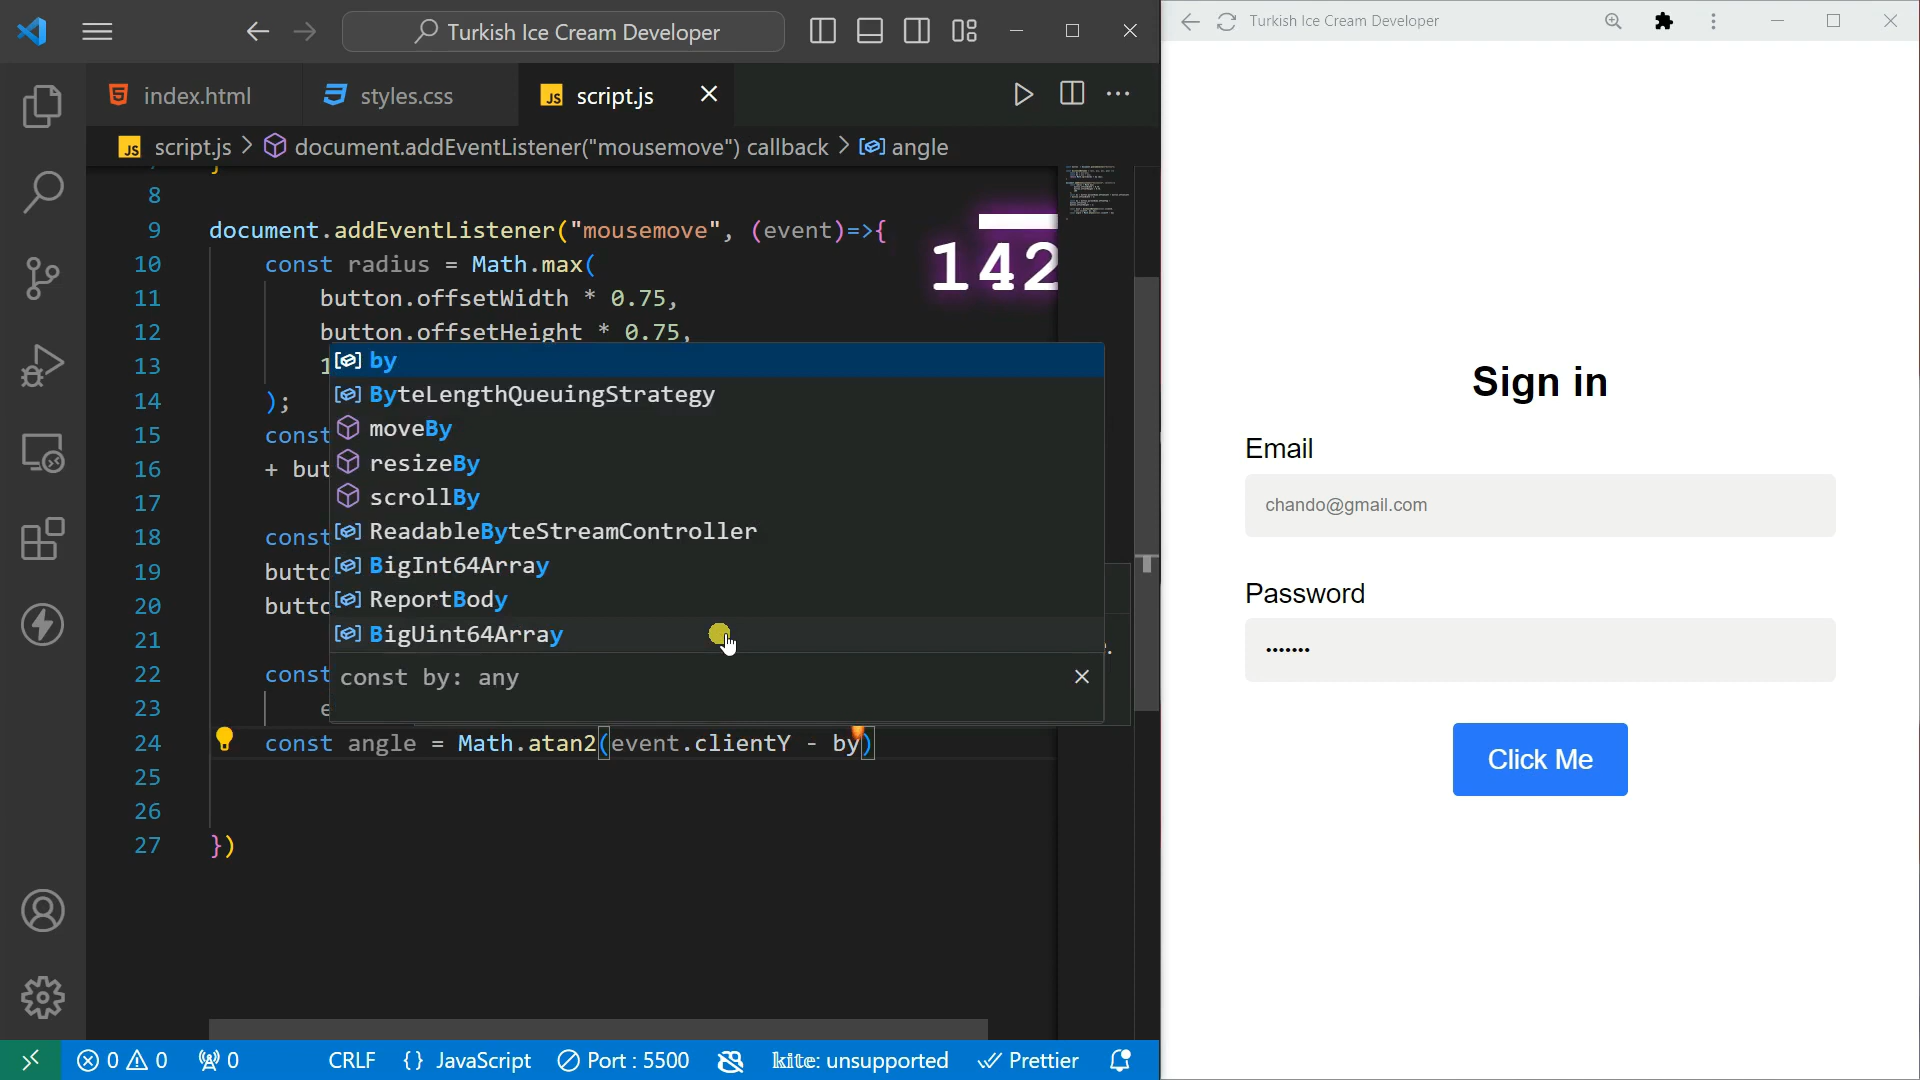 Turkish Ice Cream Developer
index.html
styles.css
JS script.js
JS script.js > document.addEventListener("mousemove") callback > angle
8
9 document.addEventListener("mousemove", (event)=>{
10 const radius = Math.max(
11 button.offsetWidth * 0.75,
12 button.offsetHeight * 0.75,
13 1
14 );
15 const
16 + but
17
18 const
19 butto
20 butto
21
22 const
23 e
24 const angle = Math.atan2(event.clientY - by)
25
26
27 })
142
by
ByteLengthQueuingStrategy
moveBy
resizeBy
scrollBy
ReadableByteStreamController
BigInt64Array
ReportBody
BigUint64Array
const by: any
0 0 0 CRLF {} JavaScript Port : 5500 kite: unsupported Prettier
Turkish Ice Cream Developer
Sign in
Email
chando@gmail.com
Password
•••••••
Click Me